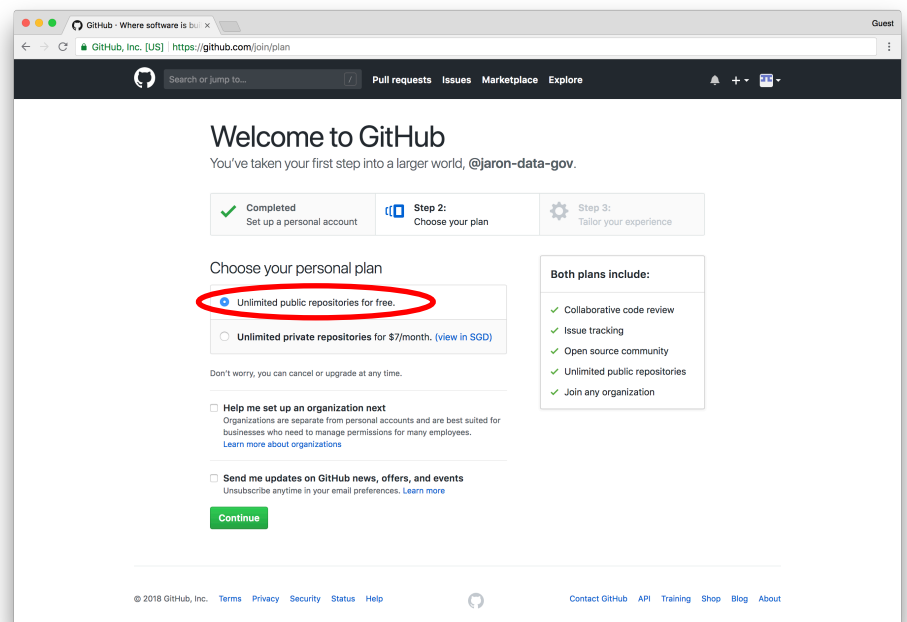 GitHub · Where software is bui
Guest
GitHub, Inc. [US] https://github.com/join/plan
Search or jump to... / Pull requests Issues Marketplace Explore
Welcome to GitHub
You've taken your first step into a larger world, @jaron-data-gov.
Completed
Set up a personal account
Step 2:
Choose your plan
Step 3:
Tailor your experience
Choose your personal plan
Unlimited public repositories for free.
Unlimited private repositories for $7/month. (view in SGD)
Don't worry, you can cancel or upgrade at any time.
Help me set up an organization next
Organizations are separate from personal accounts and are best suited for
businesses who need to manage permissions for many employees.
Learn more about organizations
Send me updates on GitHub news, offers, and events
Unsubscribe anytime in your email preferences. Learn more
Continue
Both plans include:
Collaborative code review
Issue tracking
Open source community
Unlimited public repositories
Join any organization
© 2018 GitHub, Inc. Terms Privacy Security Status Help
Contact GitHub API Training Shop Blog About